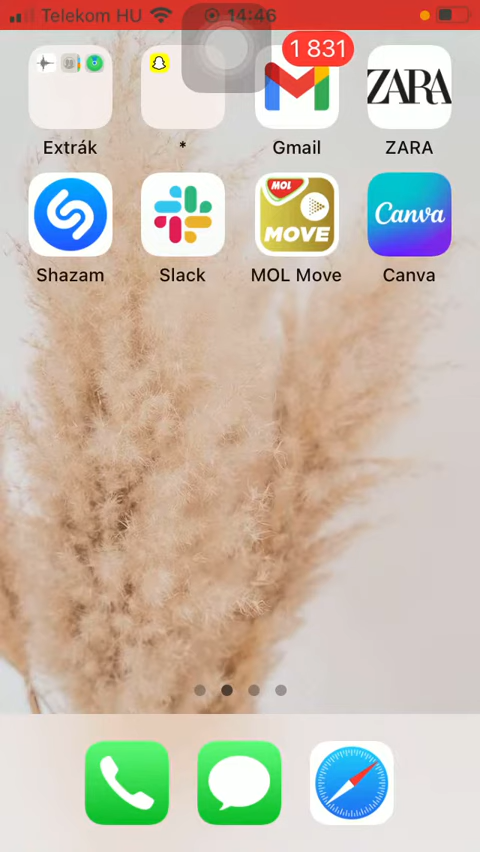 Telekom HU 14:46
1 831
Extrák * Gmail ZARA
ZARA
MOL
MOVE
Canva
Shazam Slack MOL Move Canva